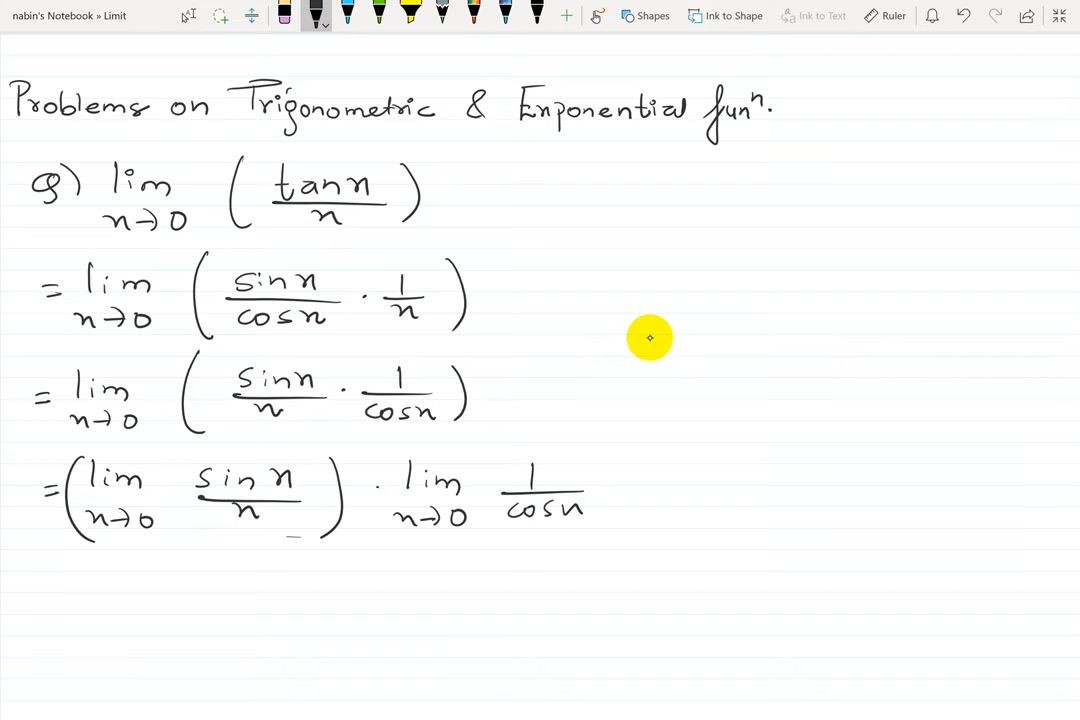 nabin's Notebook » Limit Shapes Ink to Shape Ink to Text Ruler
Problems on Trigonometric & Exponential funⁿ.
Q) lim n→0 (tan n / n)
= lim n→0 (sin n / cos n · 1/n)
= lim n→0 (sin n / n · 1/cos n)
= (lim n→0 sin n / n) · lim n→0 1/cos n